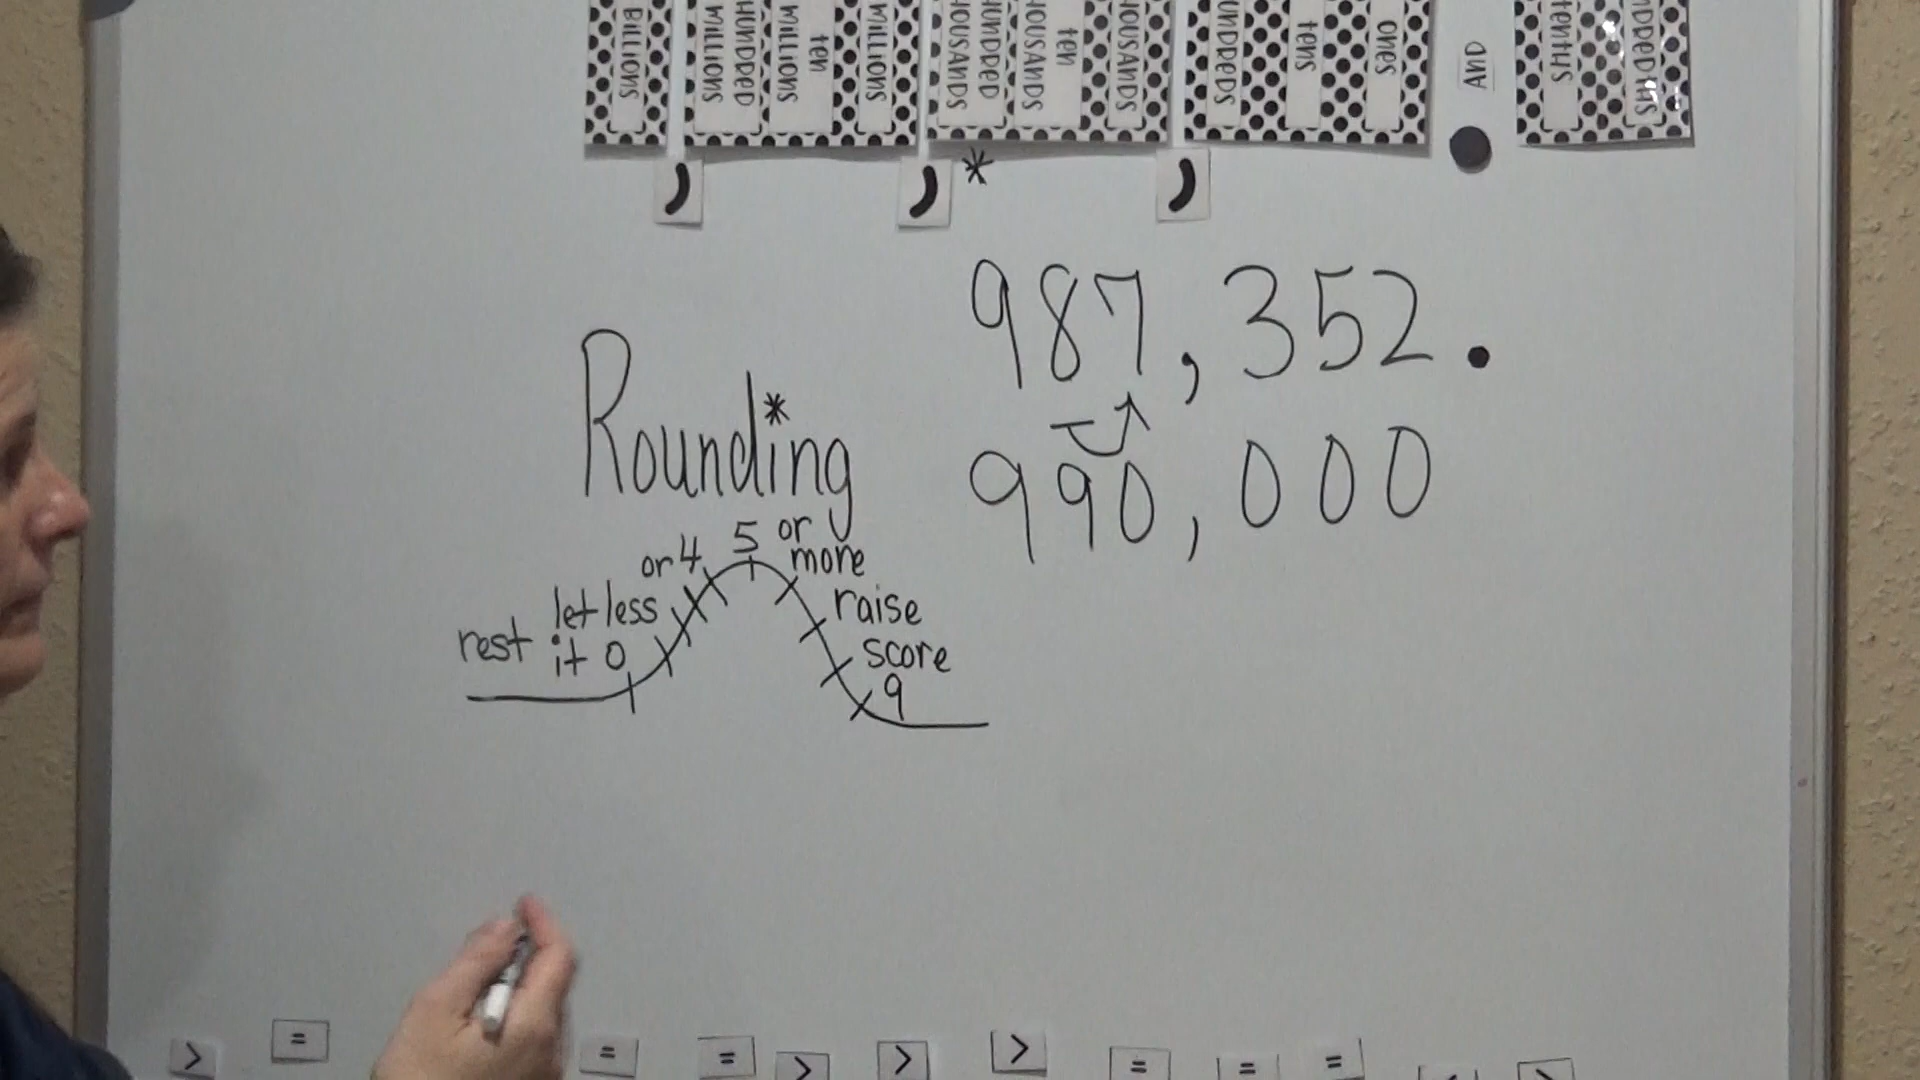 BILLIONS
HUNDRED MILLIONS
ten MILLIONS
MILLIONS
HUNDRED THOUSANDS
ten THOUSANDS
THOUSANDS
HUNDREDS
tens
ones
AND
tenths
HUNDREDTHS
, , * ,
987,352.
Rounding
*
990,000
or 4 5 or more
rest let less raise
it 0 score
9
> = = = > > > = = =